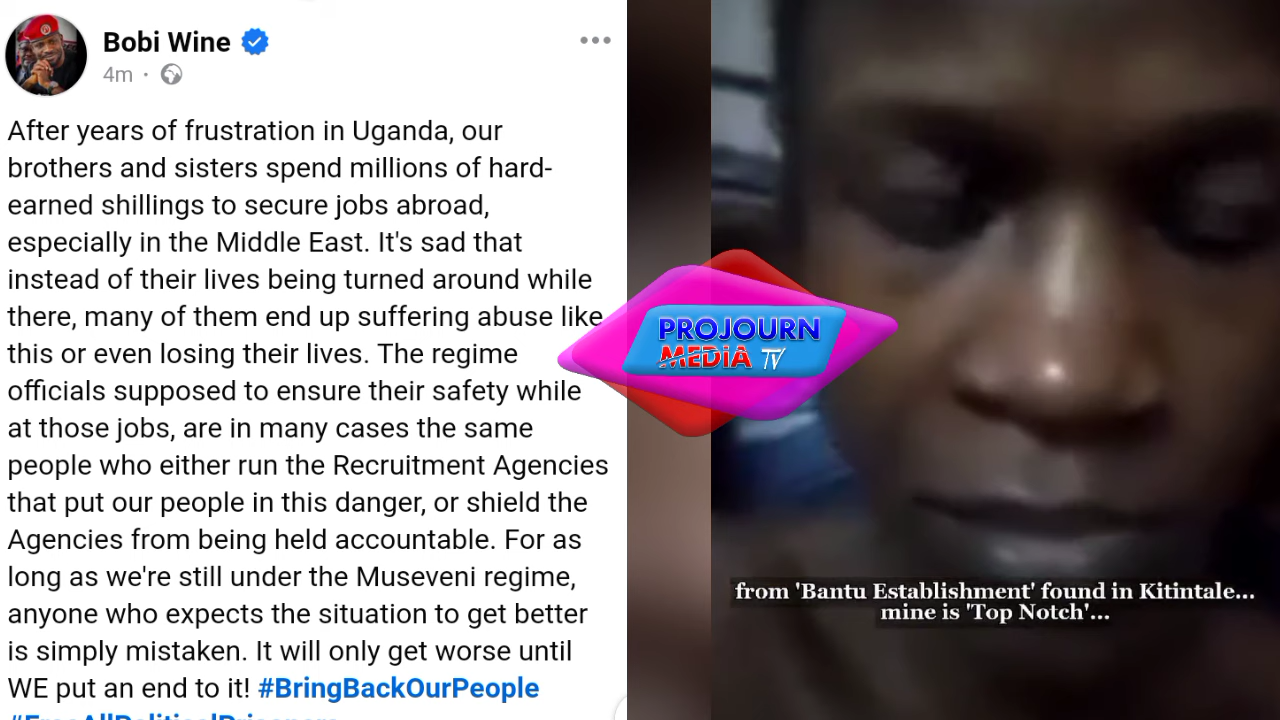 Bobi Wine
4m ·
After years of frustration in Uganda, our
brothers and sisters spend millions of hard-
earned shillings to secure jobs abroad,
especially in the Middle East. It's sad that
instead of their lives being turned around while
there, many of them end up suffering abuse like
this or even losing their lives. The regime
officials supposed to ensure their safety while
at those jobs, are in many cases the same
people who either run the Recruitment Agencies
that put our people in this danger, or shield the
Agencies from being held accountable. For as
long as we're still under the Museveni regime,
anyone who expects the situation to get better
is simply mistaken. It will only get worse until
WE put an end to it! #BringBackOurPeople
#FreeAllPoliticalPrisoners
PROJOURN
MEDIA TV
from 'Bantu Establishment' found in Kitintale...
mine is 'Top Notch'...